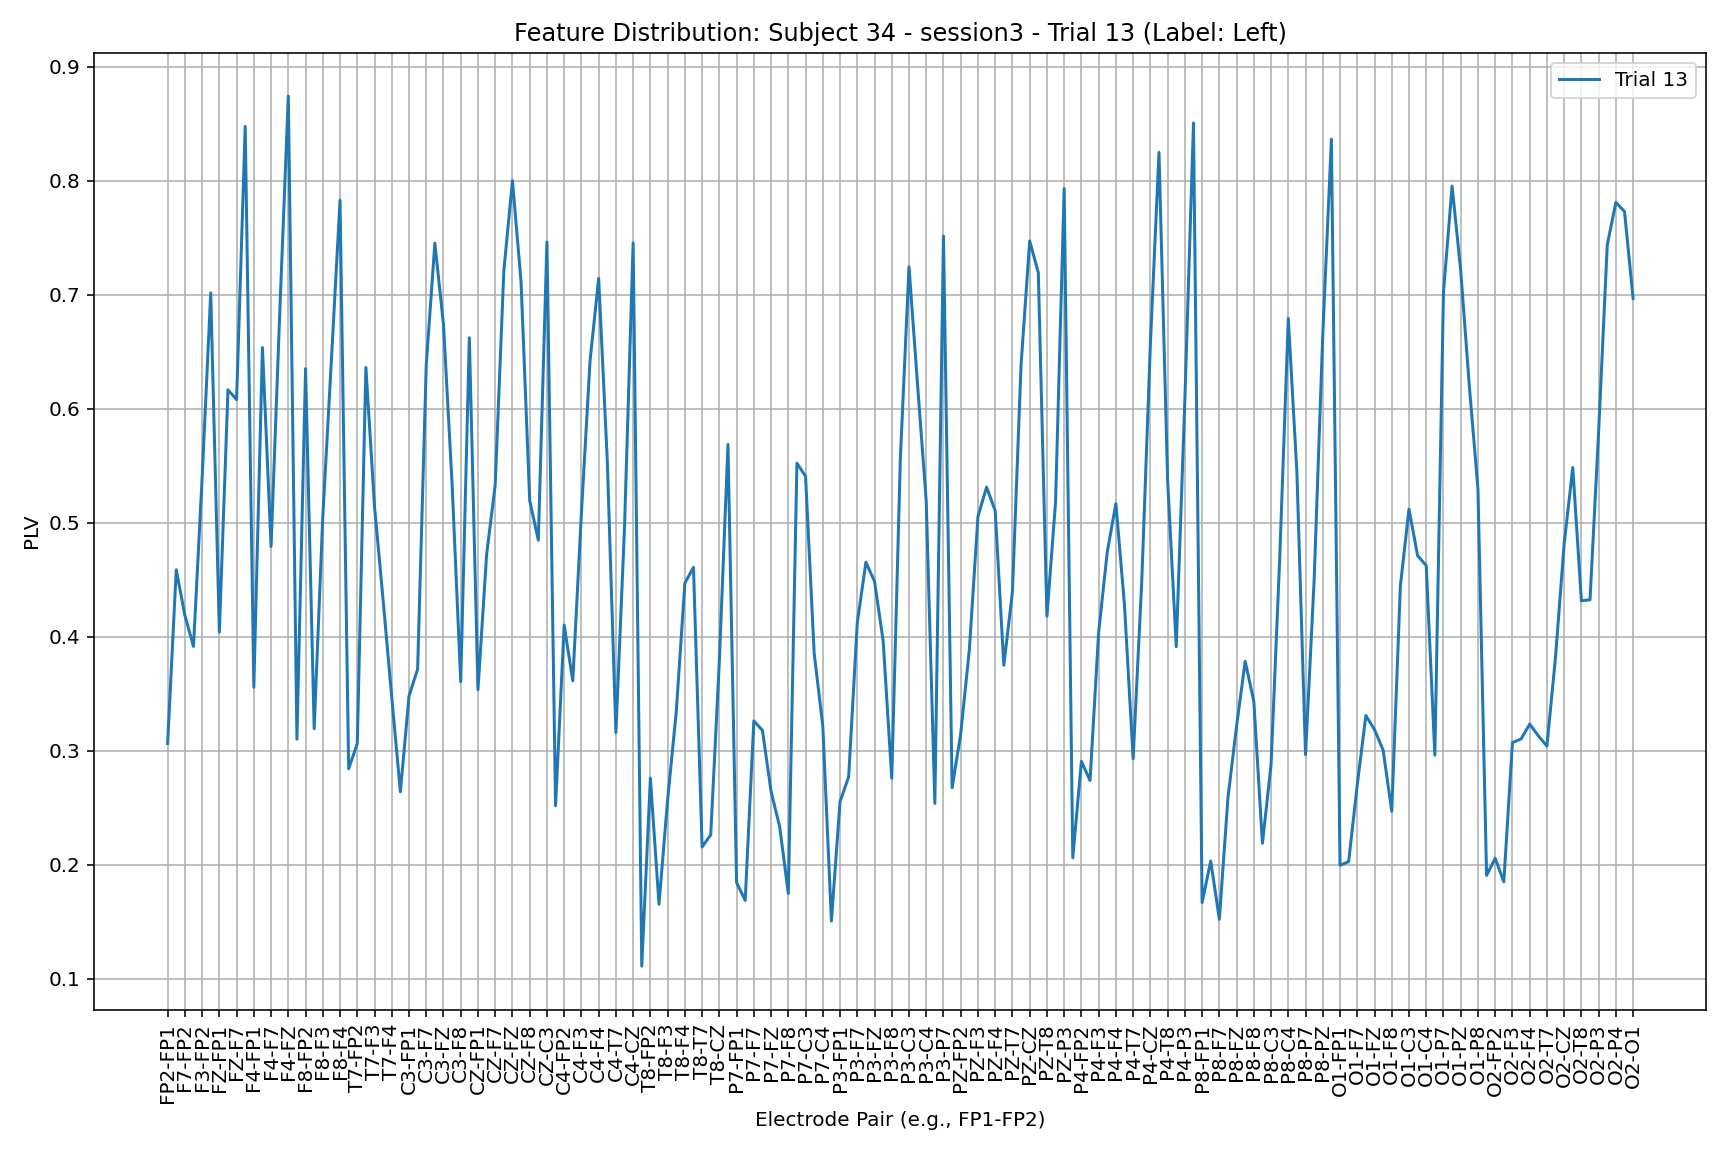 Feature Distribution: Subject 34 - session3 - Trial 13 (Label: Left)
Trial 13
PLV
0.9
0.8
0.7
0.6
0.5
0.4
0.3
0.2
0.1
FP2-FP1
F7-FP2
F3-FP2
FZ-FP1
FZ-F7
F4-FP1
F4-F7
F4-FZ
F8-FP2
F8-F3
F8-F4
T7-FP2
T7-F3
T7-F4
C3-FP1
C3-F7
C3-FZ
C3-F8
CZ-FP1
CZ-F7
CZ-FZ
CZ-F8
CZ-C3
C4-FP2
C4-F3
C4-F4
C4-T7
C4-CZ
T8-FP2
T8-F3
T8-F4
T8-T7
T8-CZ
P7-FP1
P7-F7
P7-FZ
P7-F8
P7-C3
P7-C4
P3-FP1
P3-F7
P3-FZ
P3-F8
P3-C3
P3-C4
P3-P7
PZ-FP2
PZ-F3
PZ-F4
PZ-T7
PZ-CZ
PZ-T8
PZ-P3
P4-FP2
P4-F3
P4-F4
P4-T7
P4-CZ
P4-T8
P4-P3
P8-FP1
P8-F7
P8-FZ
P8-F8
P8-C3
P8-C4
P8-P7
P8-PZ
O1-FP1
O1-F7
O1-FZ
O1-F8
O1-C3
O1-C4
O1-P7
O1-PZ
O1-P8
O2-FP2
O2-F3
O2-F4
O2-T7
O2-CZ
O2-T8
O2-P3
O2-P4
O2-O1
Electrode Pair (e.g., FP1-FP2)